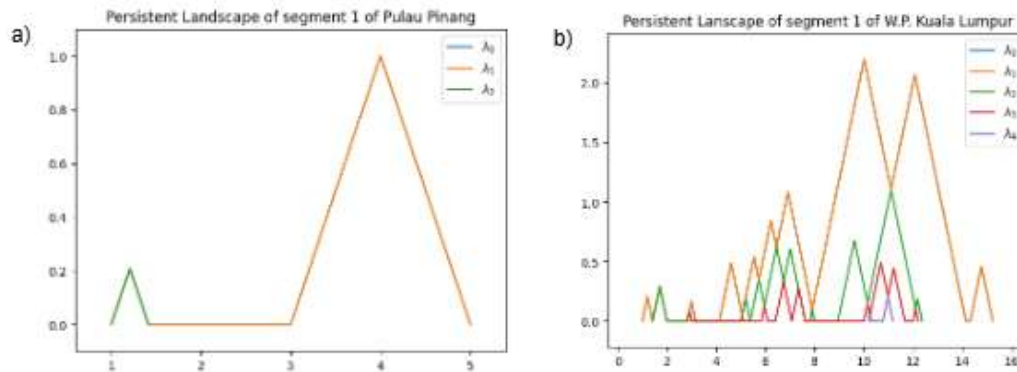 a)
Persistent Landscape of segment 1 of Pulau Pinang
1.0
0.8
0.6
0.4
0.2
0.0
1 2 3 4 5
λ₁
b)
Persistent Lanscape of segment 1 of W.P. Kuala Lumpur
2.0
1.5
1.0
0.5
0.0
0 2 4 6 8 10 12 14 16
λ₁
λ₂
λ₃
λ₄